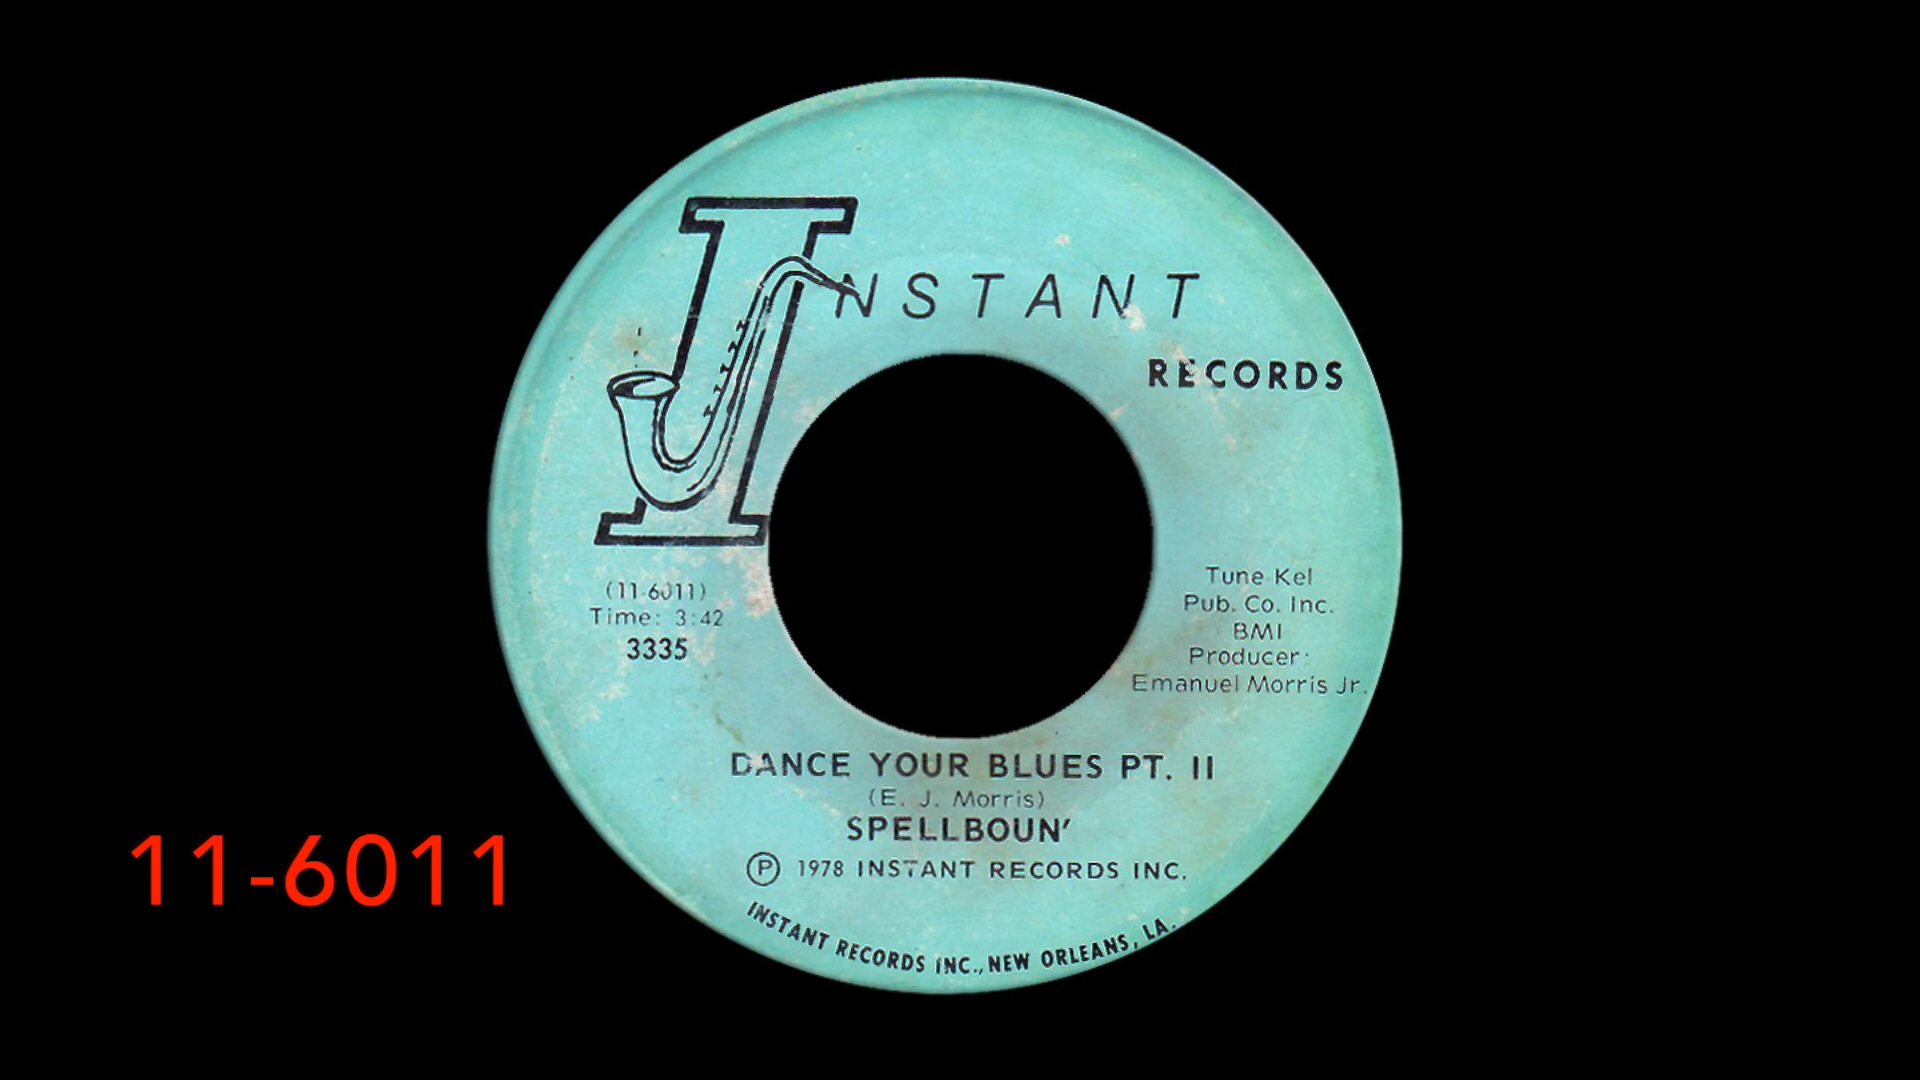 INSTANT
RECORDS
(11-6011)
Time: 3:42
3335
Tune-Kel
Pub. Co. Inc.
BMI
Producer:
Emanuel Morris Jr.
DANCE YOUR BLUES PT. II
(E. J. Morris)
SPELLBOUN'
Ⓟ 1978 INSTANT RECORDS INC.
INSTANT RECORDS INC., NEW ORLEANS, LA.
11-6011